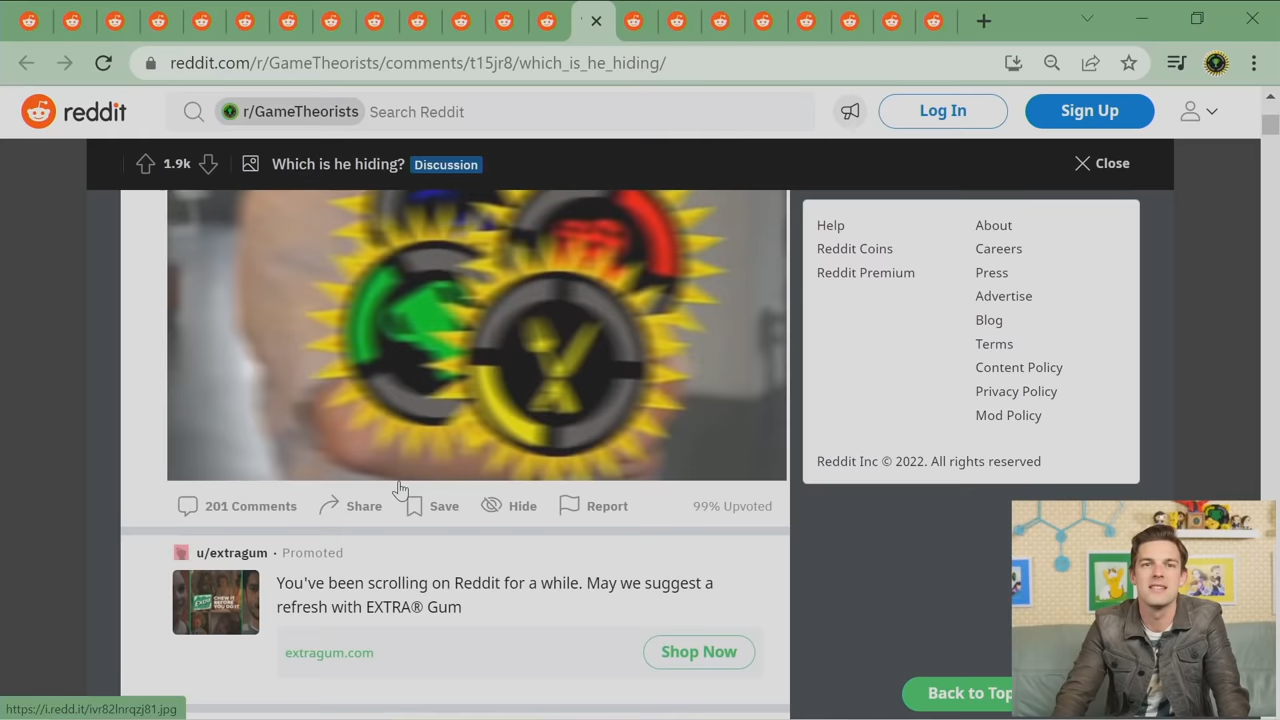 reddit.com/r/GameTheorists/comments/t15jr8/which_is_he_hiding/
reddit
r/GameTheorists
Search Reddit
Log In
Sign Up
1.9k
Which is he hiding?
Discussion
Close
201 Comments
Share
Save
Hide
Report
99% Upvoted
u/extragum · Promoted
You've been scrolling on Reddit for a while. May we suggest a
refresh with EXTRA® Gum
extragum.com
Shop Now
Help
Reddit Coins
Reddit Premium
About
Careers
Press
Advertise
Blog
Terms
Content Policy
Privacy Policy
Mod Policy
Reddit Inc © 2022. All rights reserved
Back to Top
https://i.redd.it/ivr82lnrqzj81.jpg